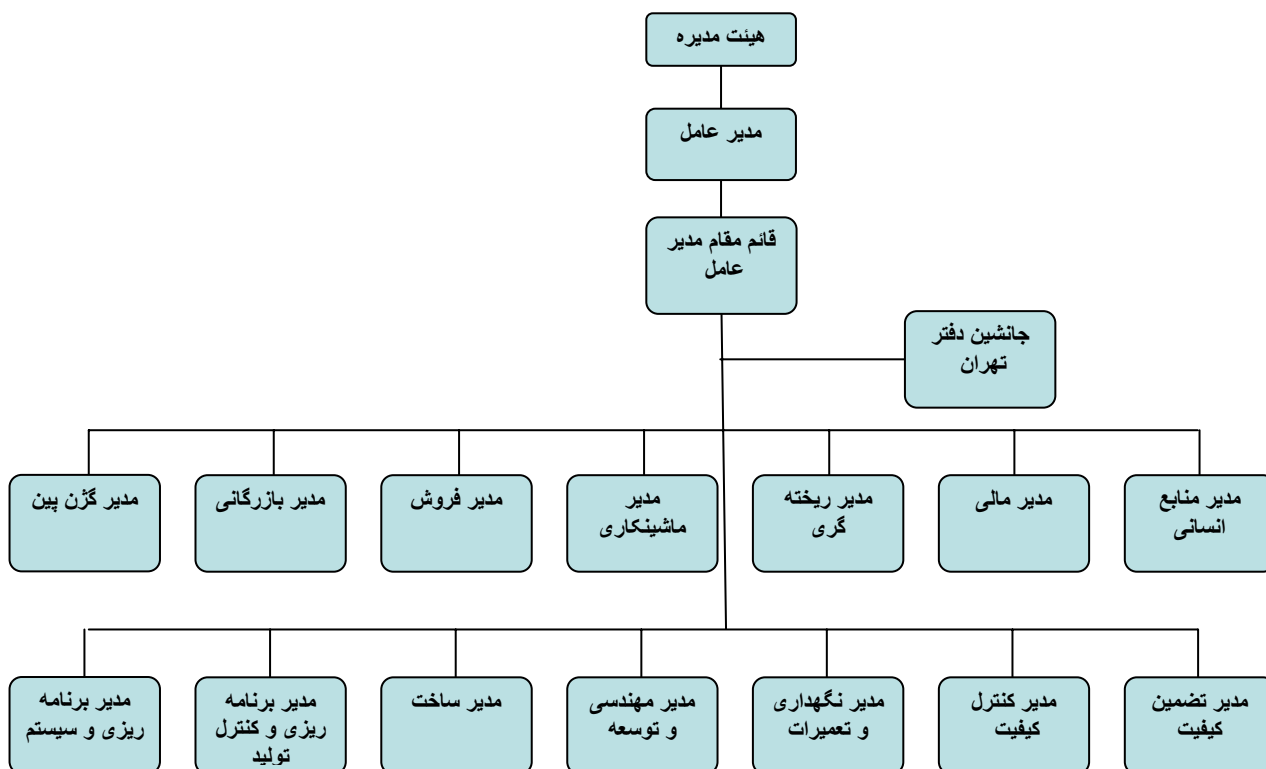 هیئت مدیره
مدیر عامل
قائم مقام مدیر
عامل
جانشین دفتر
تهران
مدیر منابع
انسانی
مدیر مالی
مدیر ریخته
گری
مدیر
ماشینکاری
مدیر فروش
مدیر بازرگانی
مدیر گژن پین
مدیر تضمین
کیفیت
مدیر کنترل
کیفیت
مدیر نگهداری
و تعمیرات
مدیر مهندسی
و توسعه
مدیر ساخت
مدیر برنامه
ریزی و کنترل
تولید
مدیر برنامه
ریزی و سیستم